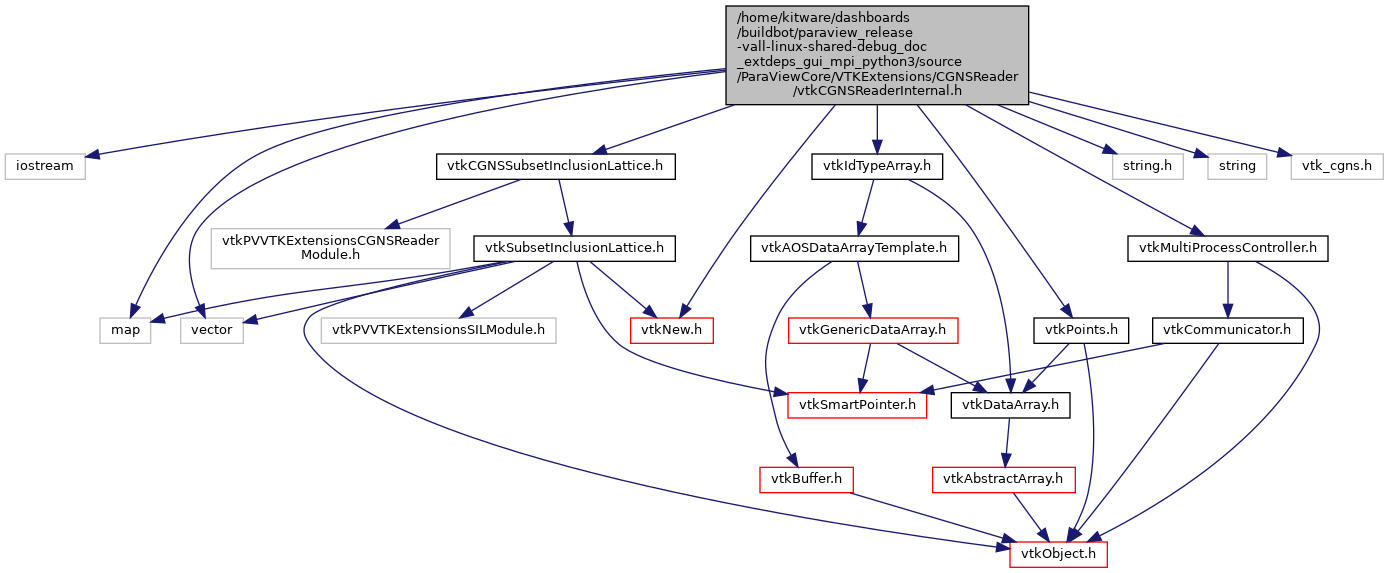 /home/kitware/dashboards
/buildbot/paraview_release
-vall-linux-shared-debug_doc
_extdeps_gui_mpi_python3/source
/ParaViewCore/VTKExtensions/CGNSReader
/vtkCGNSReaderInternal.h
iostream
vtkCGNSSubsetInclusionLattice.h
vtkIdTypeArray.h
string.h
string
vtk_cgns.h
vtkPVVTKExtensionsCGNSReader
Module.h
vtkSubsetInclusionLattice.h
vtkAOSDataArrayTemplate.h
vtkMultiProcessController.h
map
vector
vtkPVVTKExtensionsSILModule.h
vtkNew.h
vtkGenericDataArray.h
vtkPoints.h
vtkCommunicator.h
vtkSmartPointer.h
vtkDataArray.h
vtkBuffer.h
vtkAbstractArray.h
vtkObject.h